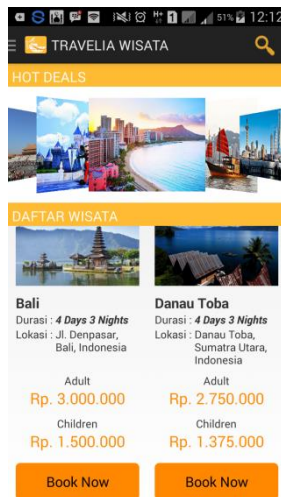 51% 12:12
TRAVELIA WISATA
HOT DEALS
DAFTAR WISATA
Bali
Durasi : 4 Days 3 Nights
Lokasi : Jl. Denpasar,
Bali, Indonesia
Adult
Rp. 3.000.000
Children
Rp. 1.500.000
Book Now
Danau Toba
Durasi : 4 Days 3 Nights
Lokasi : Danau Toba,
Sumatra Utara,
Indonesia
Adult
Rp. 2.750.000
Children
Rp. 1.375.000
Book Now